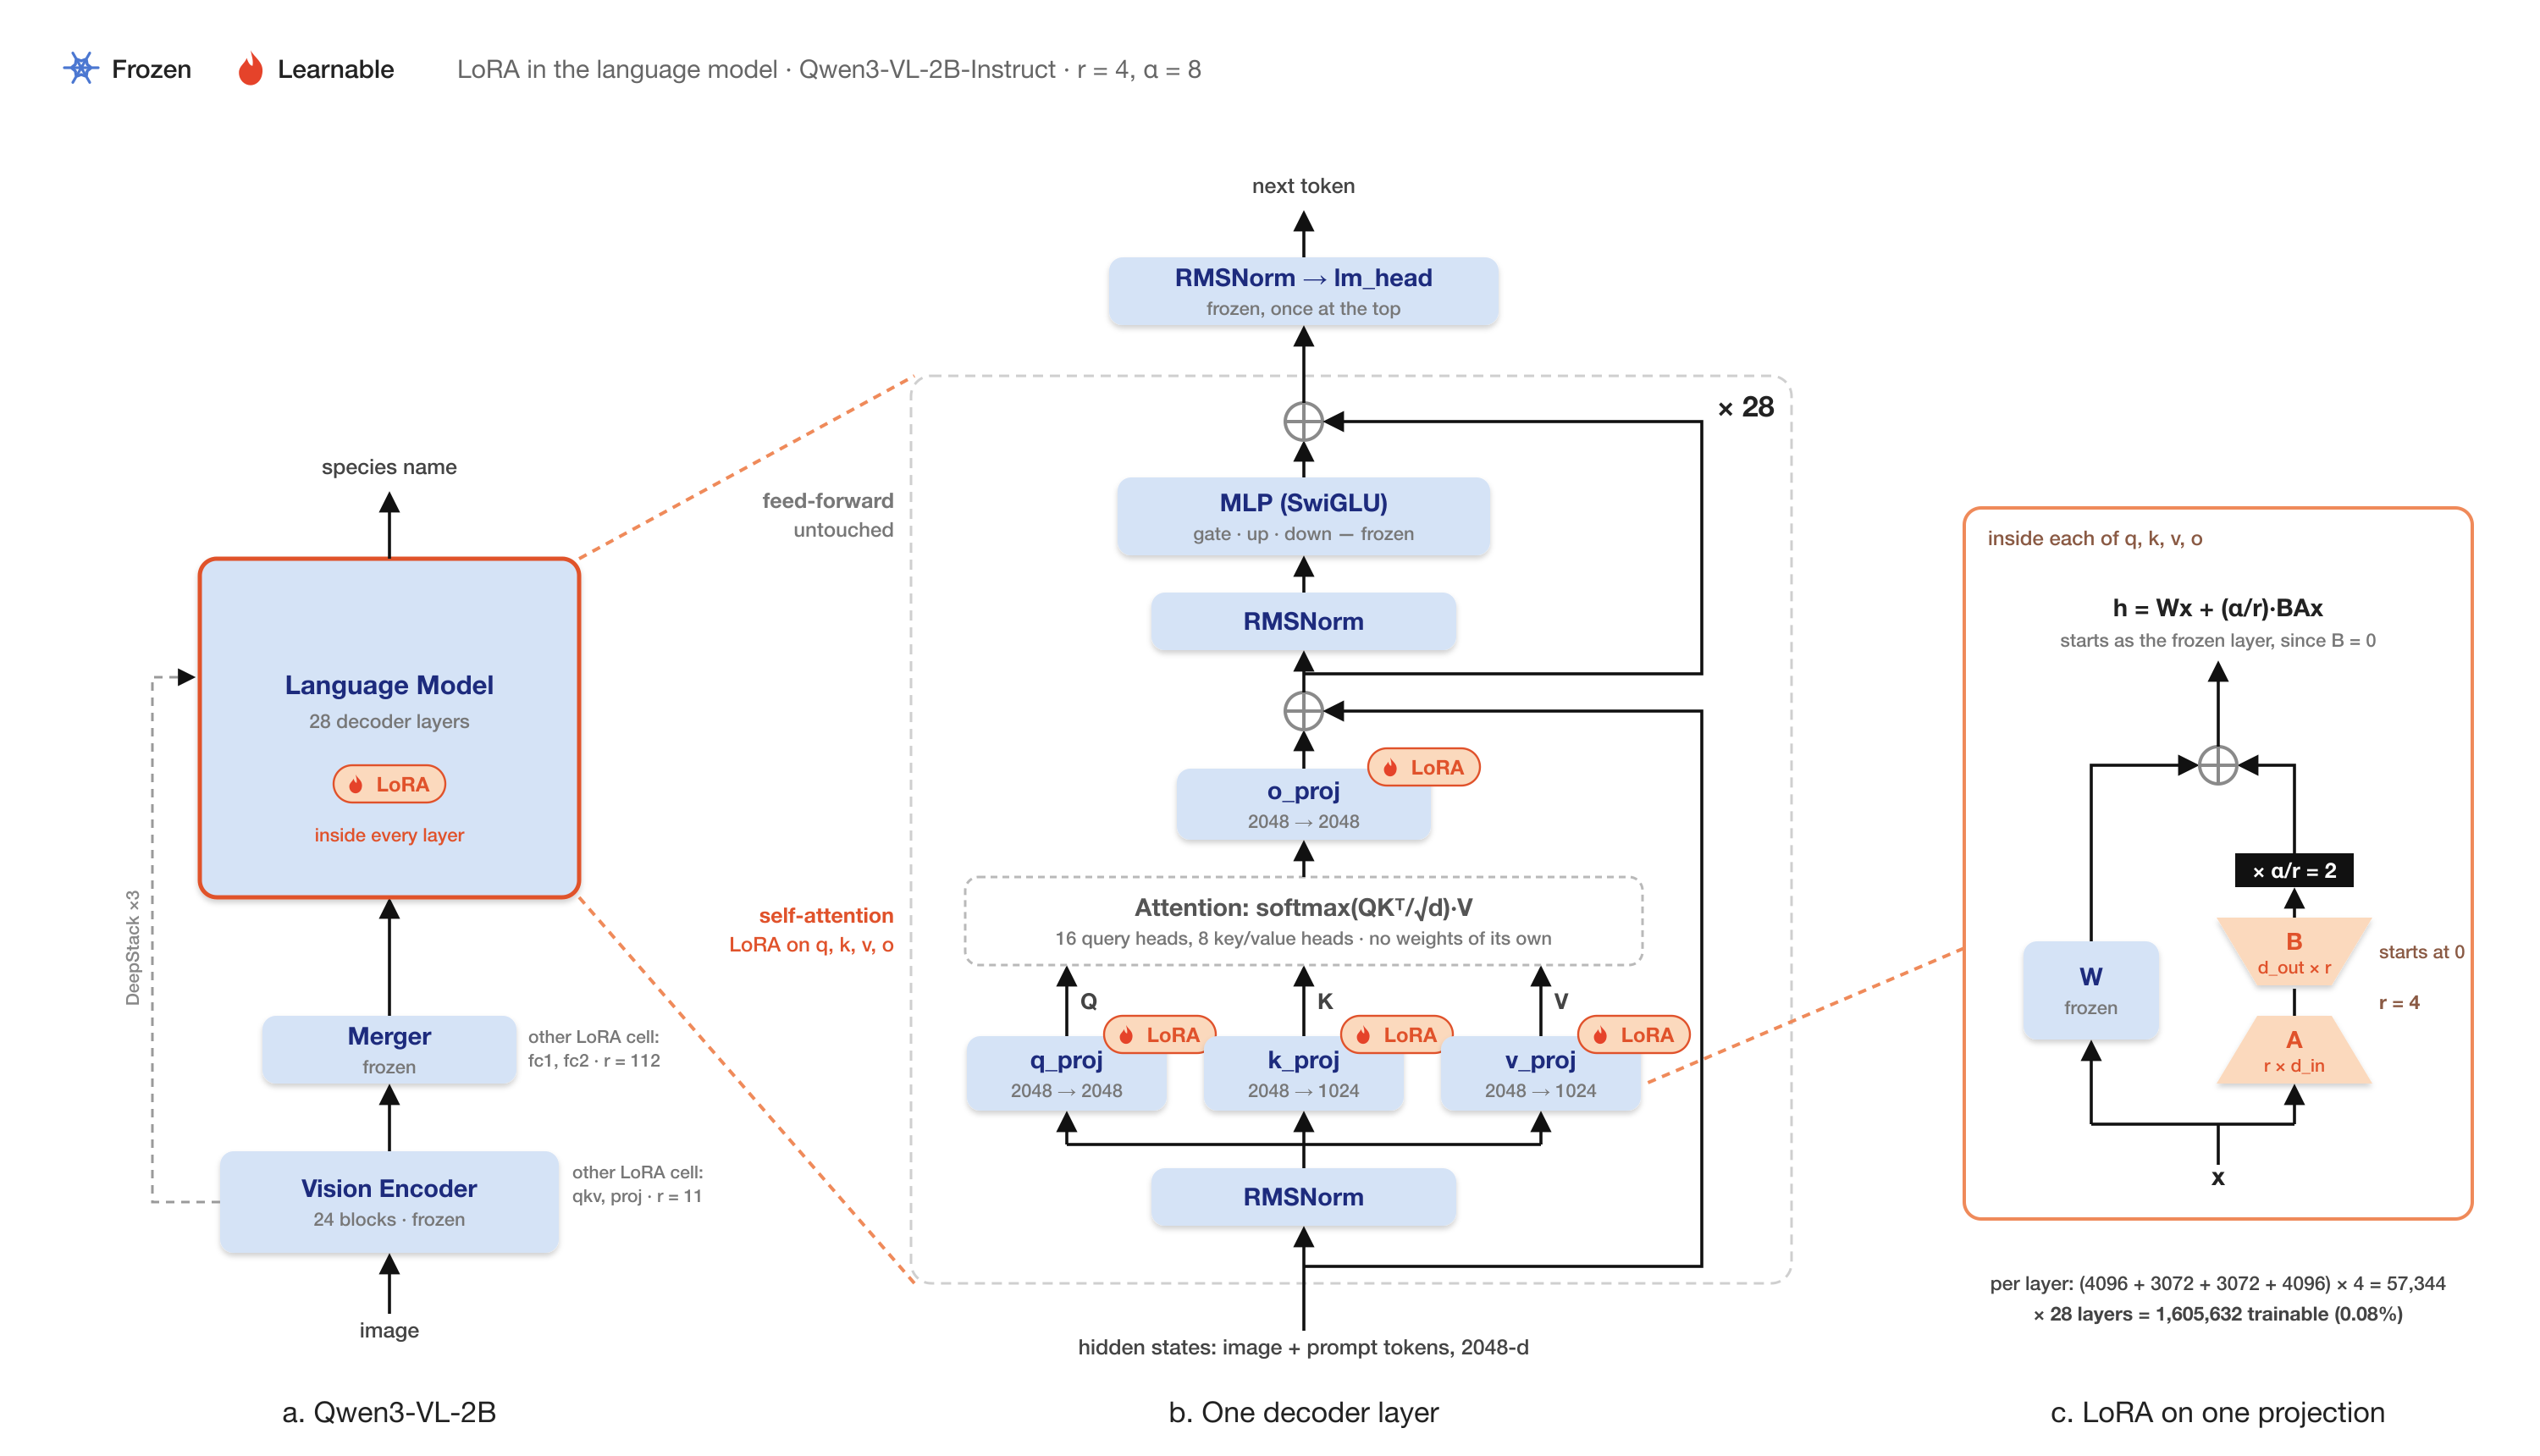 Frozen
Learnable
LoRA in the language model · Qwen3-VL-2B-Instruct · r = 4, α = 8
species name
Language Model
28 decoder layers
LoRA
inside every layer
DeepStack ×3
Merger
frozen
other LoRA cell:
fc1, fc2 · r = 112
Vision Encoder
24 blocks · frozen
other LoRA cell:
qkv, proj · r = 11
image
a. Qwen3-VL-2B
next token
RMSNorm → lm_head
frozen, once at the top
× 28
feed-forward
untouched
MLP (SwiGLU)
gate · up · down — frozen
RMSNorm
LoRA
o_proj
2048 → 2048
self-attention
LoRA on q, k, v, o
Attention: softmax(QKᵀ/√d)·V
16 query heads, 8 key/value heads · no weights of its own
Q
K
V
LoRA
LoRA
LoRA
q_proj
2048 → 2048
k_proj
2048 → 1024
v_proj
2048 → 1024
RMSNorm
hidden states: image + prompt tokens, 2048-d
b. One decoder layer
inside each of q, k, v, o
h = Wx + (α/r)·BAx
starts as the frozen layer, since B = 0
× α/r = 2
B
d_out × r
starts at 0
W
frozen
r = 4
A
r × d_in
x
per layer: (4096 + 3072 + 3072 + 4096) × 4 = 57,344
× 28 layers = 1,605,632 trainable (0.08%)
c. LoRA on one projection